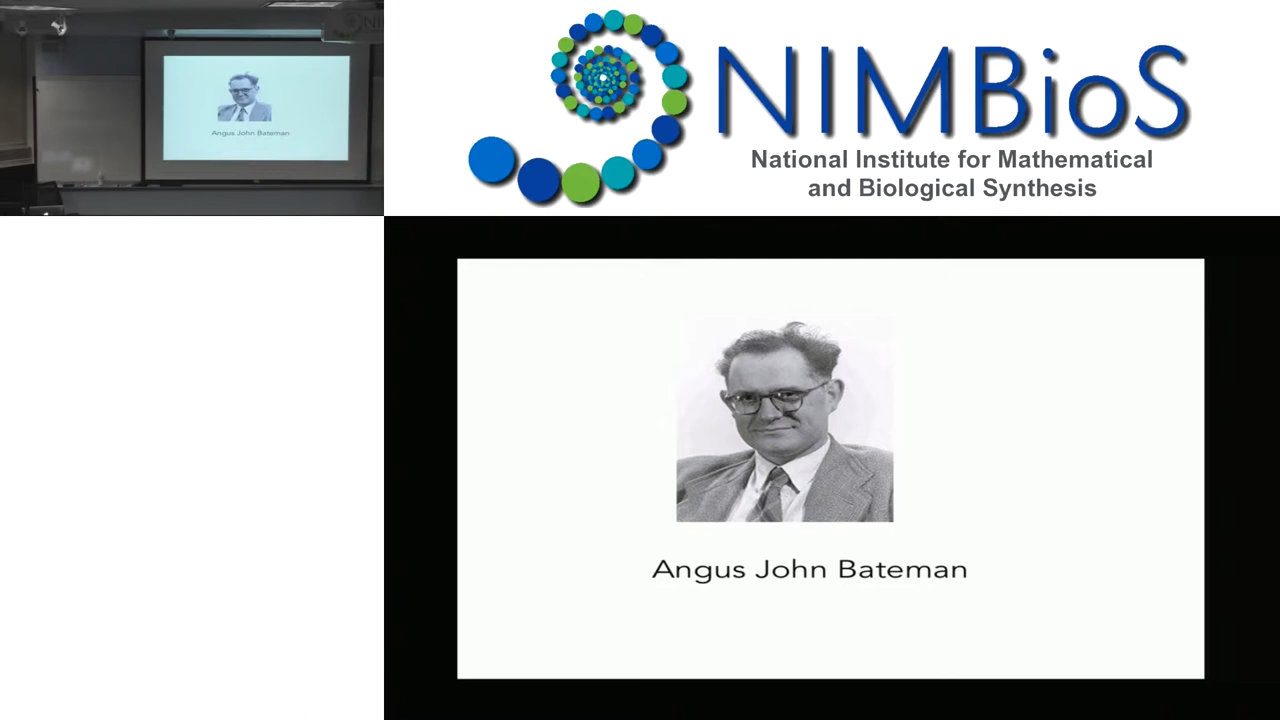 Angus John Bateman
NIMBioS
National Institute for Mathematical
and Biological Synthesis
Angus John Bateman